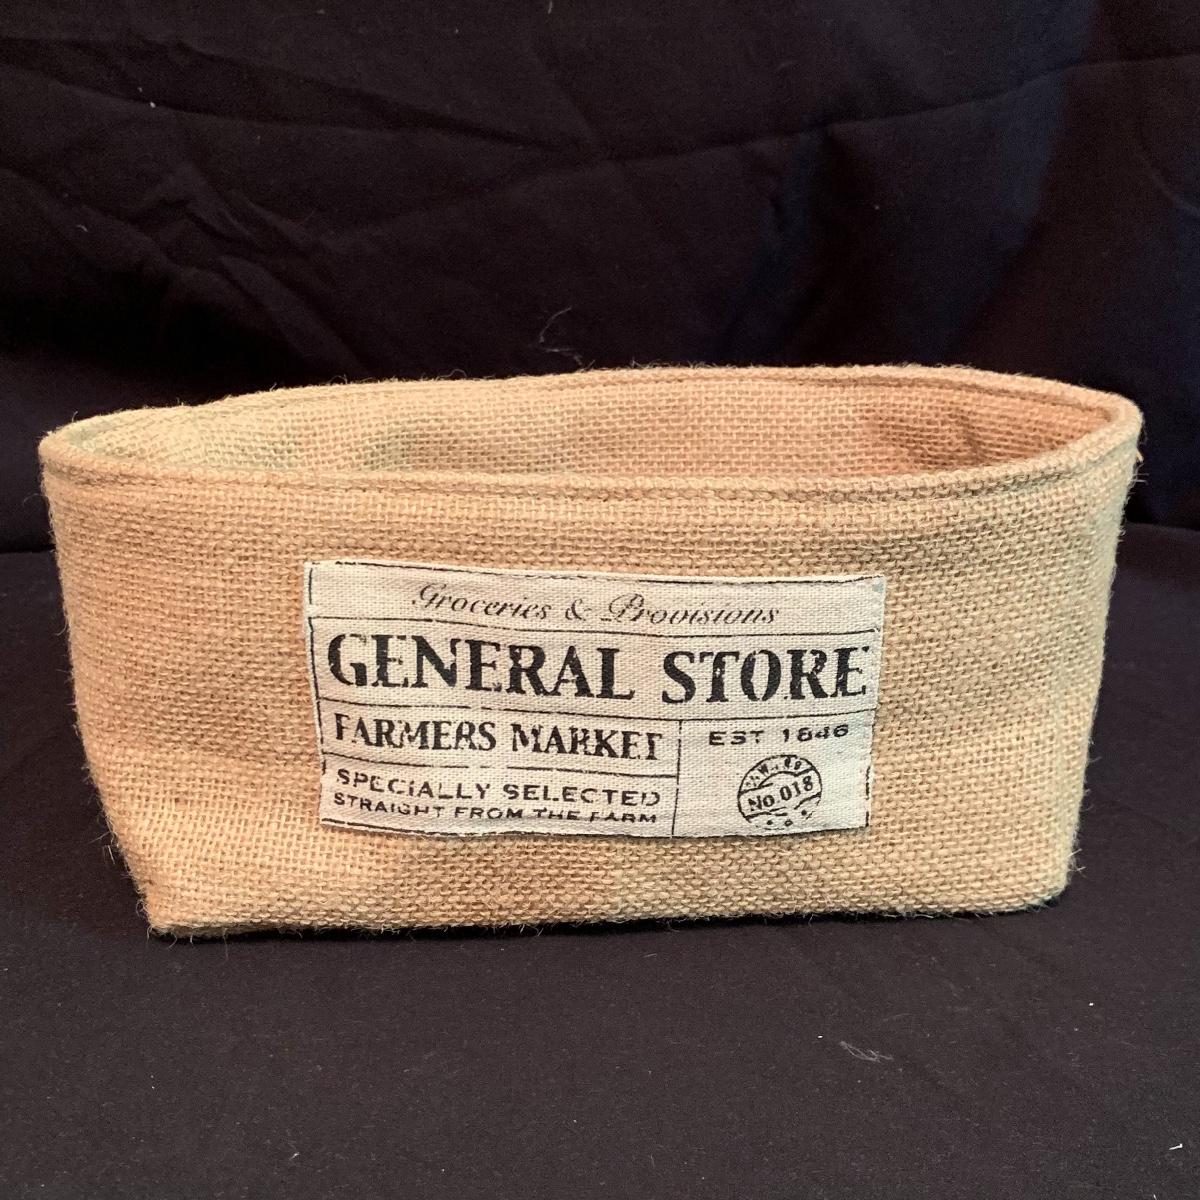 Groceries & Provisions
GENERAL STORE
FARMERS MARKET
EST 1846
SPECIALLY SELECTED
STRAIGHT FROM THE FARM
No.018